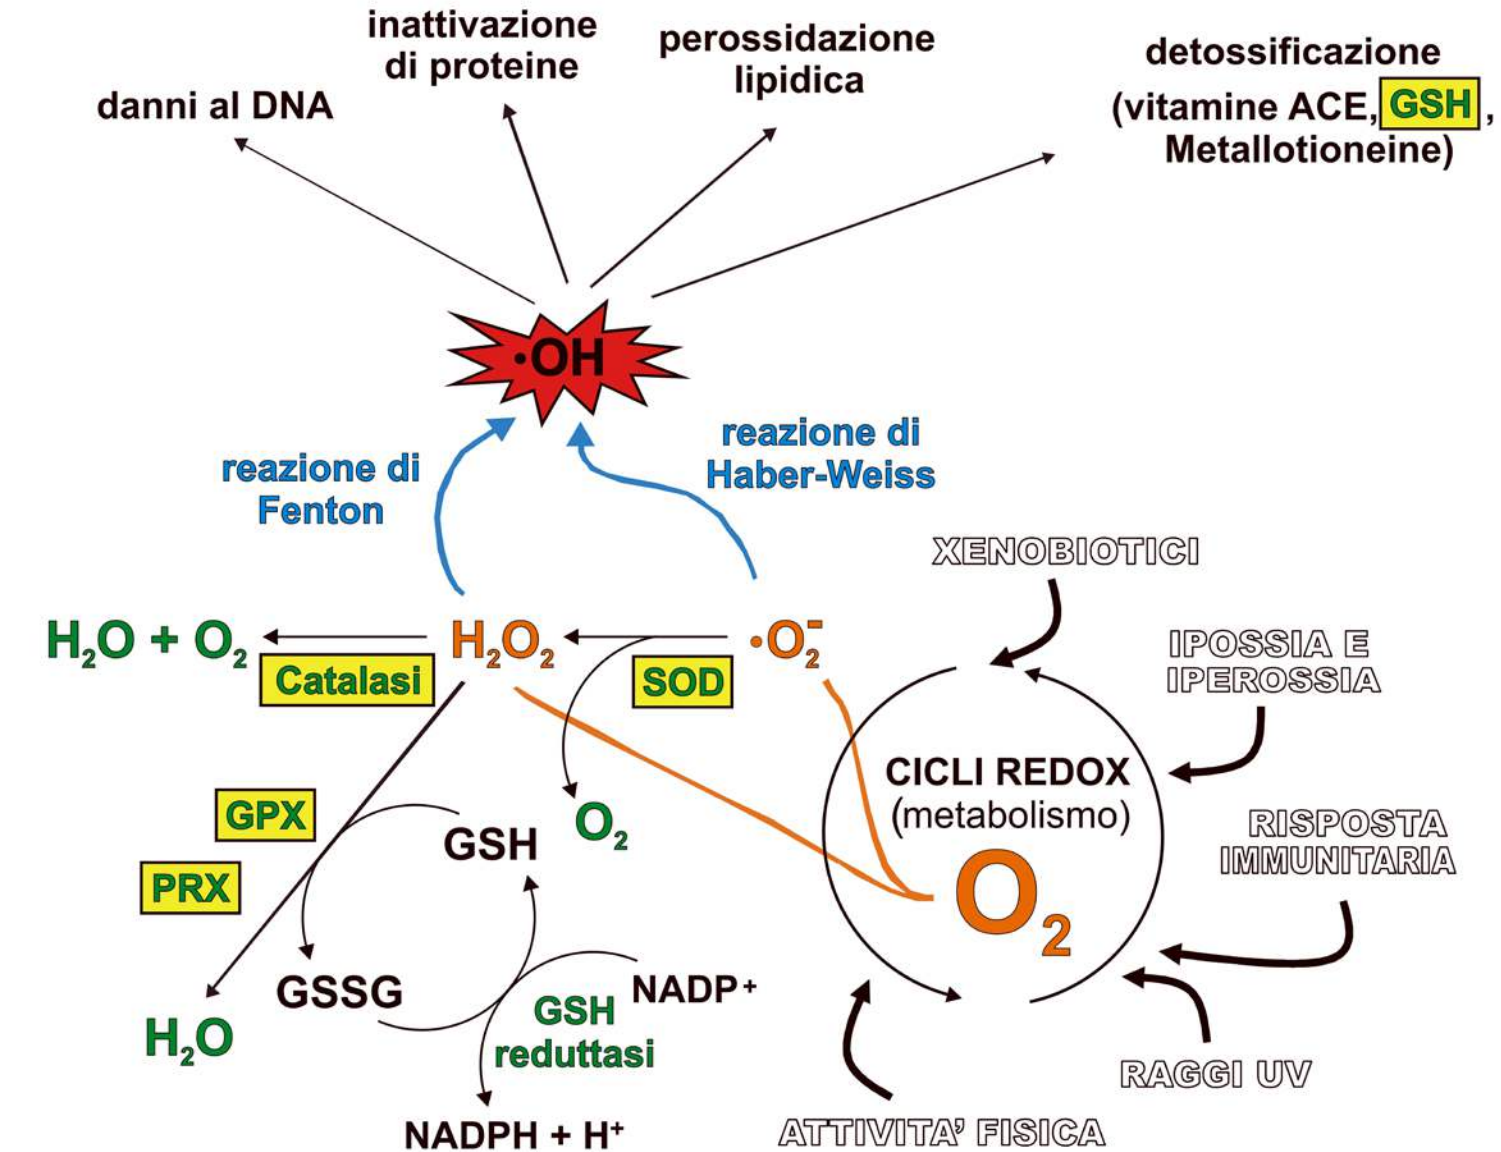 inattivazione
di proteine
perossidazione
lipidica
detossificazione
(vitamine ACE, GSH,
Metallotioneine)
danni al DNA
•OH
reazione di
Fenton
reazione di
Haber-Weiss
XENOBIOTICI
IPOSSIA E
IPEROSSIA
H₂O + O₂
Catalasi
H₂O₂
SOD
•O₂⁻
CICLI REDOX
(metabolismo)
O₂
RISPOSTA
IMMUNITARIA
GPX
PRX
GSH
O₂
GSSG
NADP⁺
GSH
reduttasi
H₂O
NADPH + H⁺
RAGGI UV
ATTIVITA' FISICA